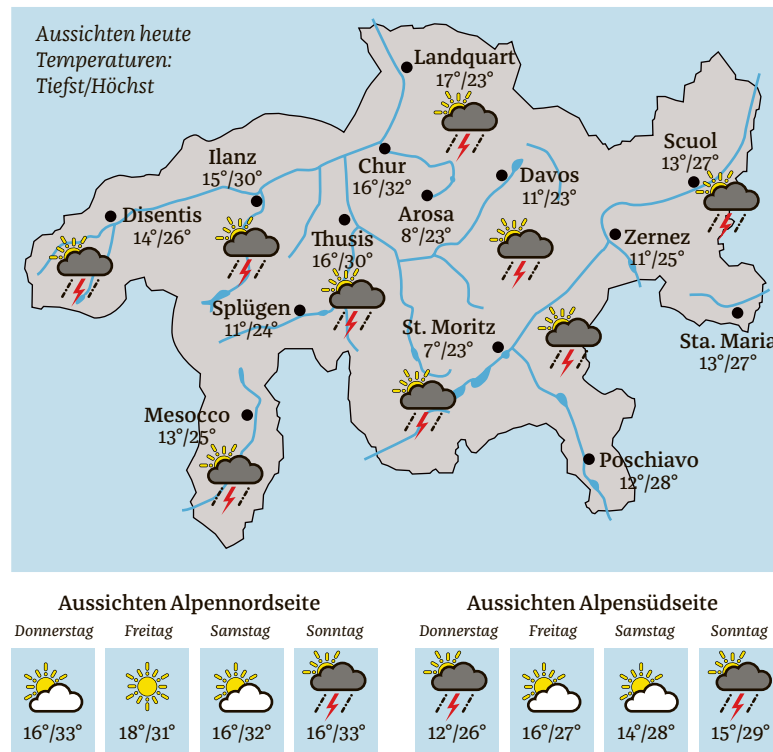 Aussichten heute
Temperaturen:
Tiefst/Höchst
Landquart
17°/23°
Chur
16°/32°
Arosa
8°/23°
Davos
11°/23°
Scuol
13°/27°
Ilanz
15°/30°
Disentis
14°/26°
Thusis
16°/30°
Zernez
11°/25°
Splügen
11°/24°
St. Moritz
7°/23°
Sta. Maria
13°/27°
Mesocco
13°/25°
Poschiavo
12°/28°
Aussichten Alpennordseite
Donnerstag Freitag Samstag Sonntag
16°/33° 18°/31° 16°/32° 16°/33°
Aussichten Alpensüdseite
Donnerstag Freitag Samstag Sonntag
12°/26° 16°/27° 14°/28° 15°/29°